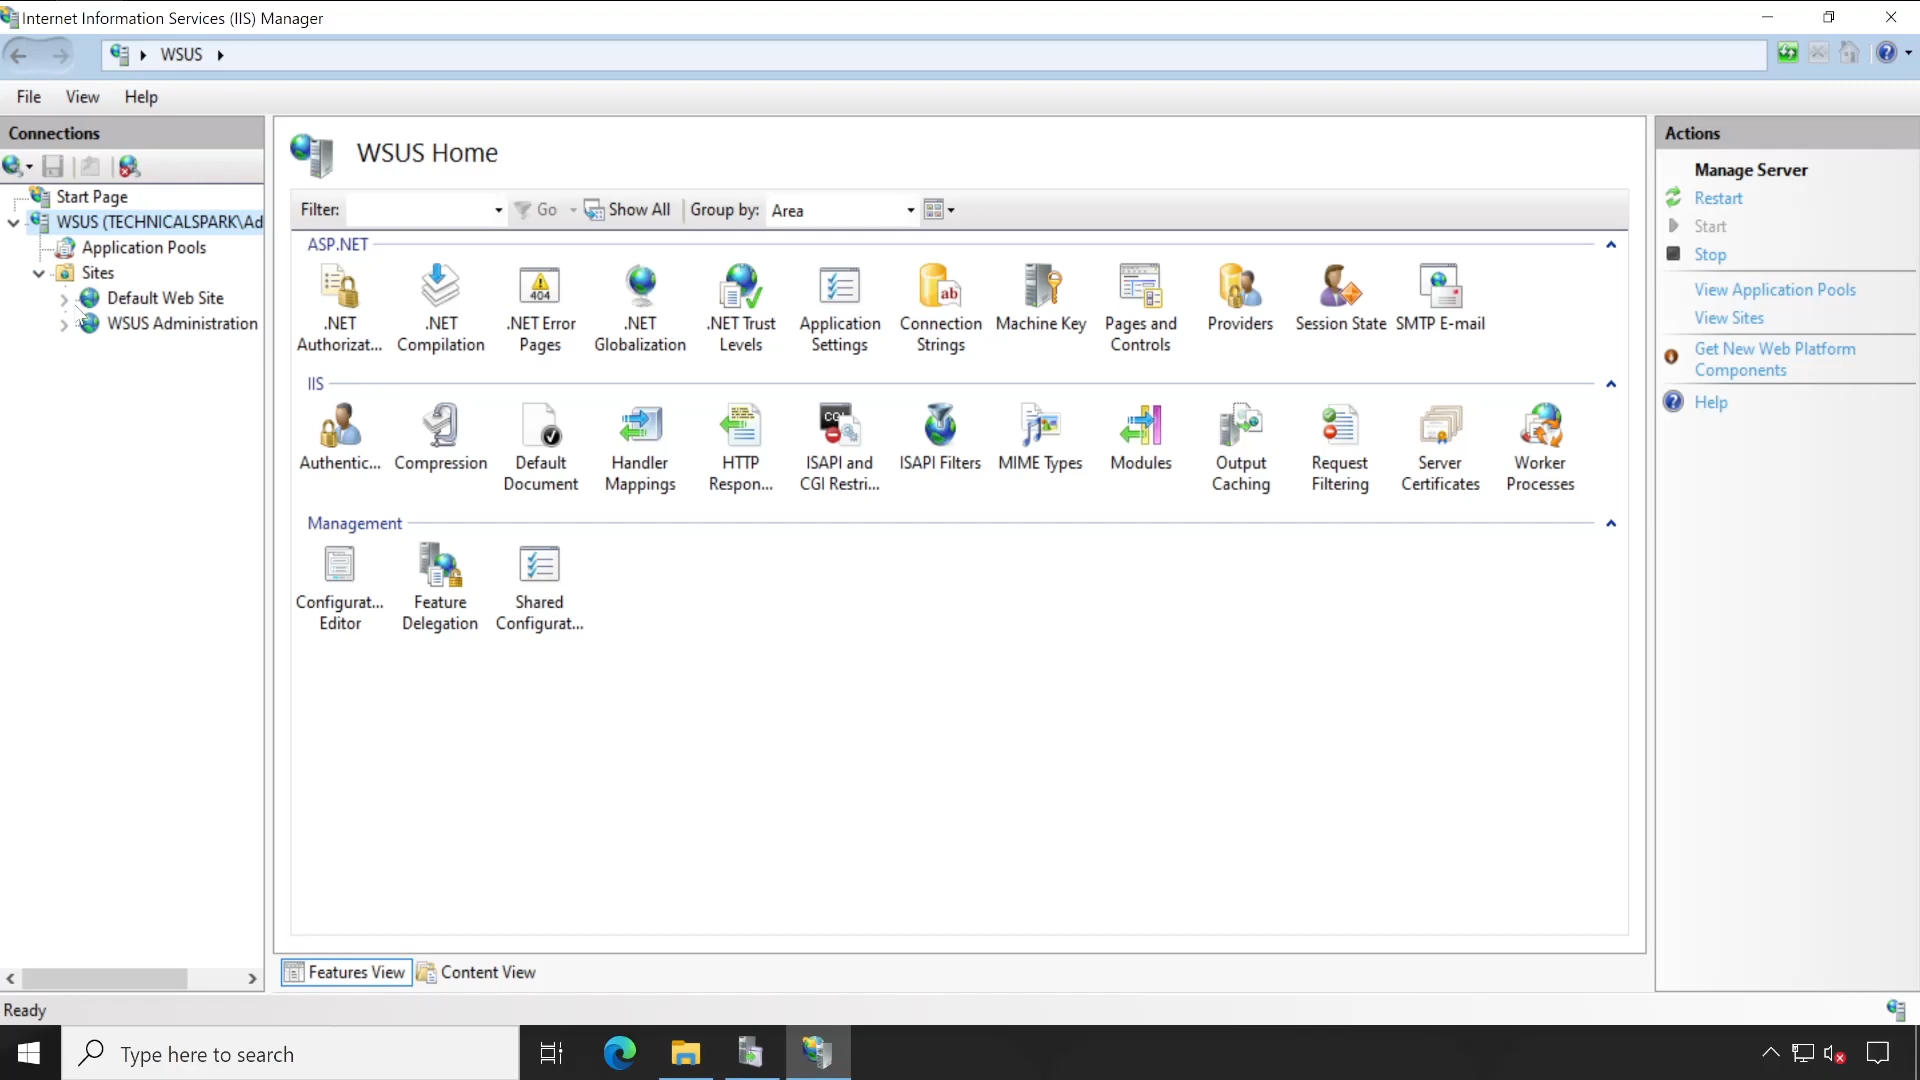 Internet Information Services (IIS) Manager
WSUS
File View Help
Connections
Start Page
WSUS (TECHNICALSPARK\Ad
Application Pools
Sites
Default Web Site
WSUS Administration
WSUS Home
Filter: Go Show All Group by: Area
ASP.NET
.NET Authorizat...
.NET Compilation
.NET Error Pages
.NET Globalization
.NET Trust Levels
Application Settings
Connection Strings
Machine Key
Pages and Controls
Providers
Session State
SMTP E-mail
IIS
Authentic...
Compression
Default Document
Handler Mappings
HTTP Respon...
ISAPI and CGI Restri...
ISAPI Filters
MIME Types
Modules
Output Caching
Request Filtering
Server Certificates
Worker Processes
Management
Configurat... Editor
Feature Delegation
Shared Configurat...
Features View Content View
Actions
Manage Server
Restart
Start
Stop
View Application Pools
View Sites
Get New Web Platform
Components
Help
Ready
Type here to search